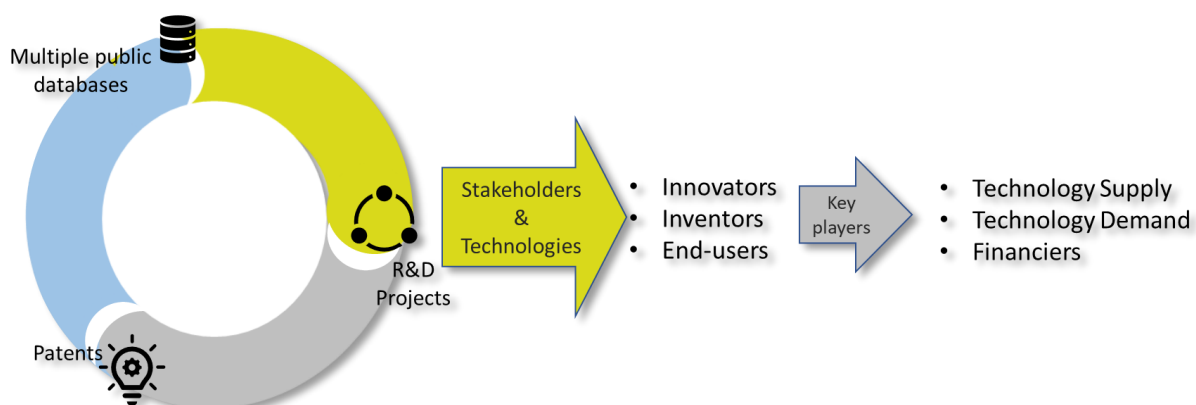 Multiple public
databases
R&D
Projects
Patents
Stakeholders
&
Technologies
• Innovators
• Inventors
• End-users
Key
players
• Technology Supply
• Technology Demand
• Financiers